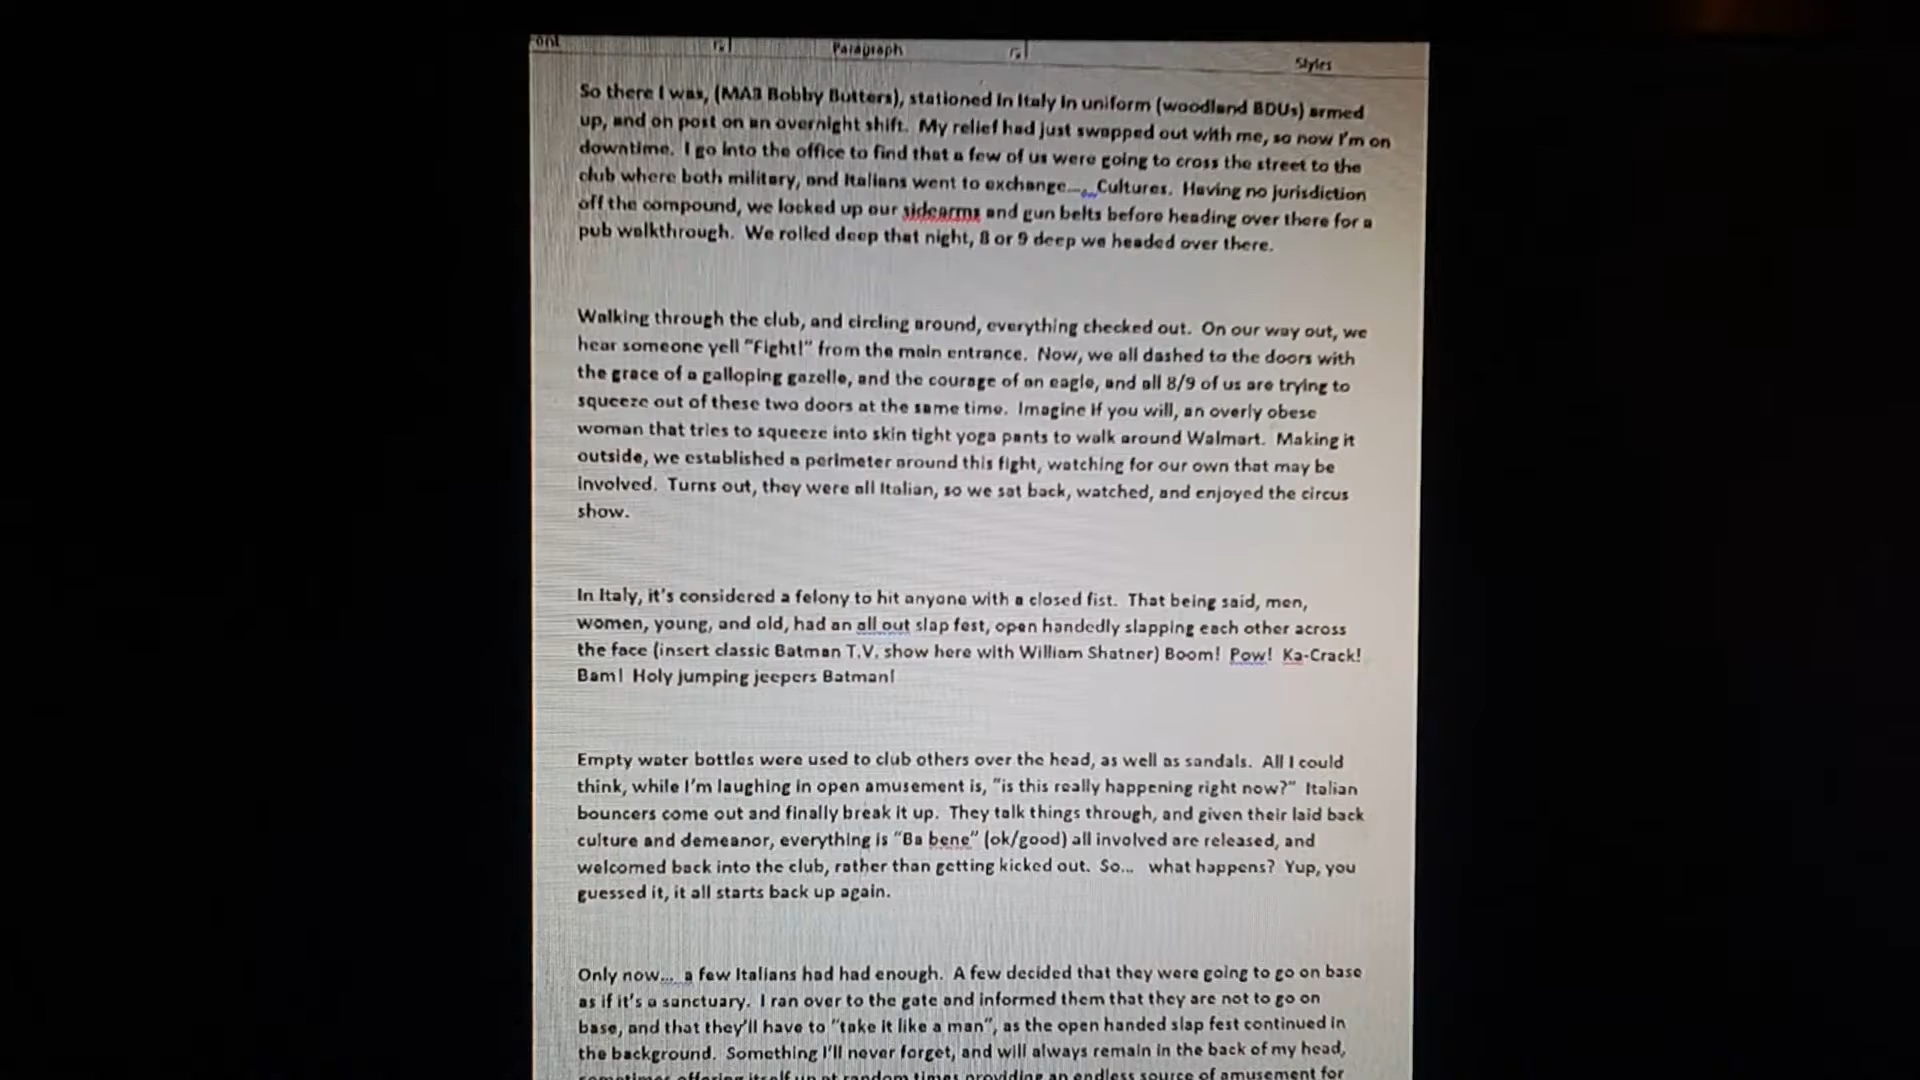 ont
Paragraph
Styles
So there I was, (MA3 Bobby Butters), stationed in Italy in uniform (woodland BDUs) armed
up, and on post on an overnight shift. My relief had just swapped out with me, so now I'm on
downtime. I go into the office to find that a few of us were going to cross the street to the
club where both military, and Italians went to exchange.... Cultures. Having no jurisdiction
off the compound, we locked up our sidearms and gun belts before heading over there for a
pub walkthrough. We rolled deep that night, 8 or 9 deep we headed over there.
Walking through the club, and circling around, everything checked out. On our way out, we
hear someone yell "Fight!" from the main entrance. Now, we all dashed to the doors with
the grace of a galloping gazelle, and the courage of an eagle, and all 8/9 of us are trying to
squeeze out of these two doors at the same time. Imagine if you will, an overly obese
woman that tries to squeeze into skin tight yoga pants to walk around Walmart. Making it
outside, we established a perimeter around this fight, watching for our own that may be
involved. Turns out, they were all Italian, so we sat back, watched, and enjoyed the circus
show.
In Italy, it's considered a felony to hit anyone with a closed fist. That being said, men,
women, young, and old, had an all out slap fest, open handedly slapping each other across
the face (insert classic Batman T.V. show here with William Shatner) Boom! Pow! Ka-Crack!
Bam! Holy jumping jeepers Batman!
Empty water bottles were used to club others over the head, as well as sandals. All I could
think, while I'm laughing in open amusement is, "is this really happening right now?" Italian
bouncers come out and finally break it up. They talk things through, and given their laid back
culture and demeanor, everything is "Ba bene" (ok/good) all involved are released, and
welcomed back into the club, rather than getting kicked out. So... what happens? Yup, you
guessed it, it all starts back up again.
Only now... a few Italians had had enough. A few decided that they were going to go on base
as if it's a sanctuary. I ran over to the gate and informed them that they are not to go on
base, and that they'll have to "take it like a man", as the open handed slap fest continued in
the background. Something I'll never forget, and will always remain in the back of my head,
sometimes offering itself up at random times providing an endless source of amusement for